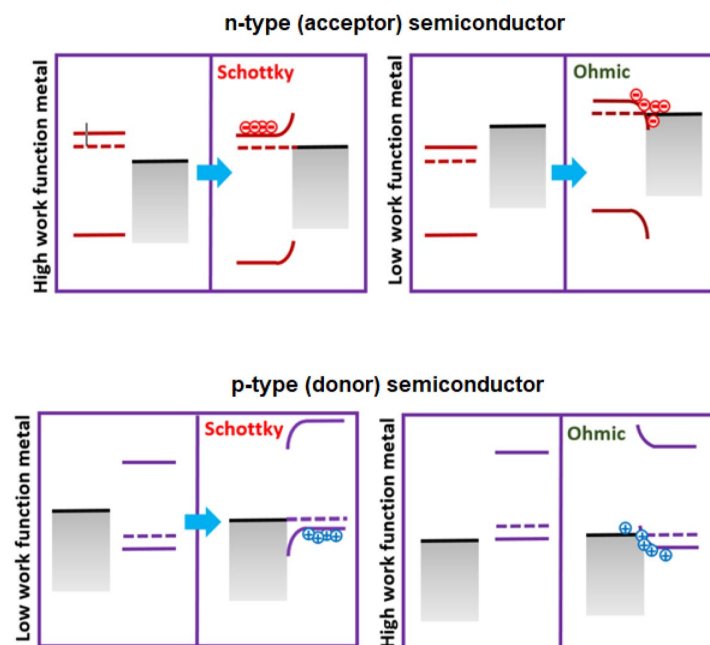 n-type (acceptor) semiconductor
High work function metal
Schottky
Low work function metal
Ohmic
p-type (donor) semiconductor
Low work function metal
Schottky
High work function metal
Ohmic